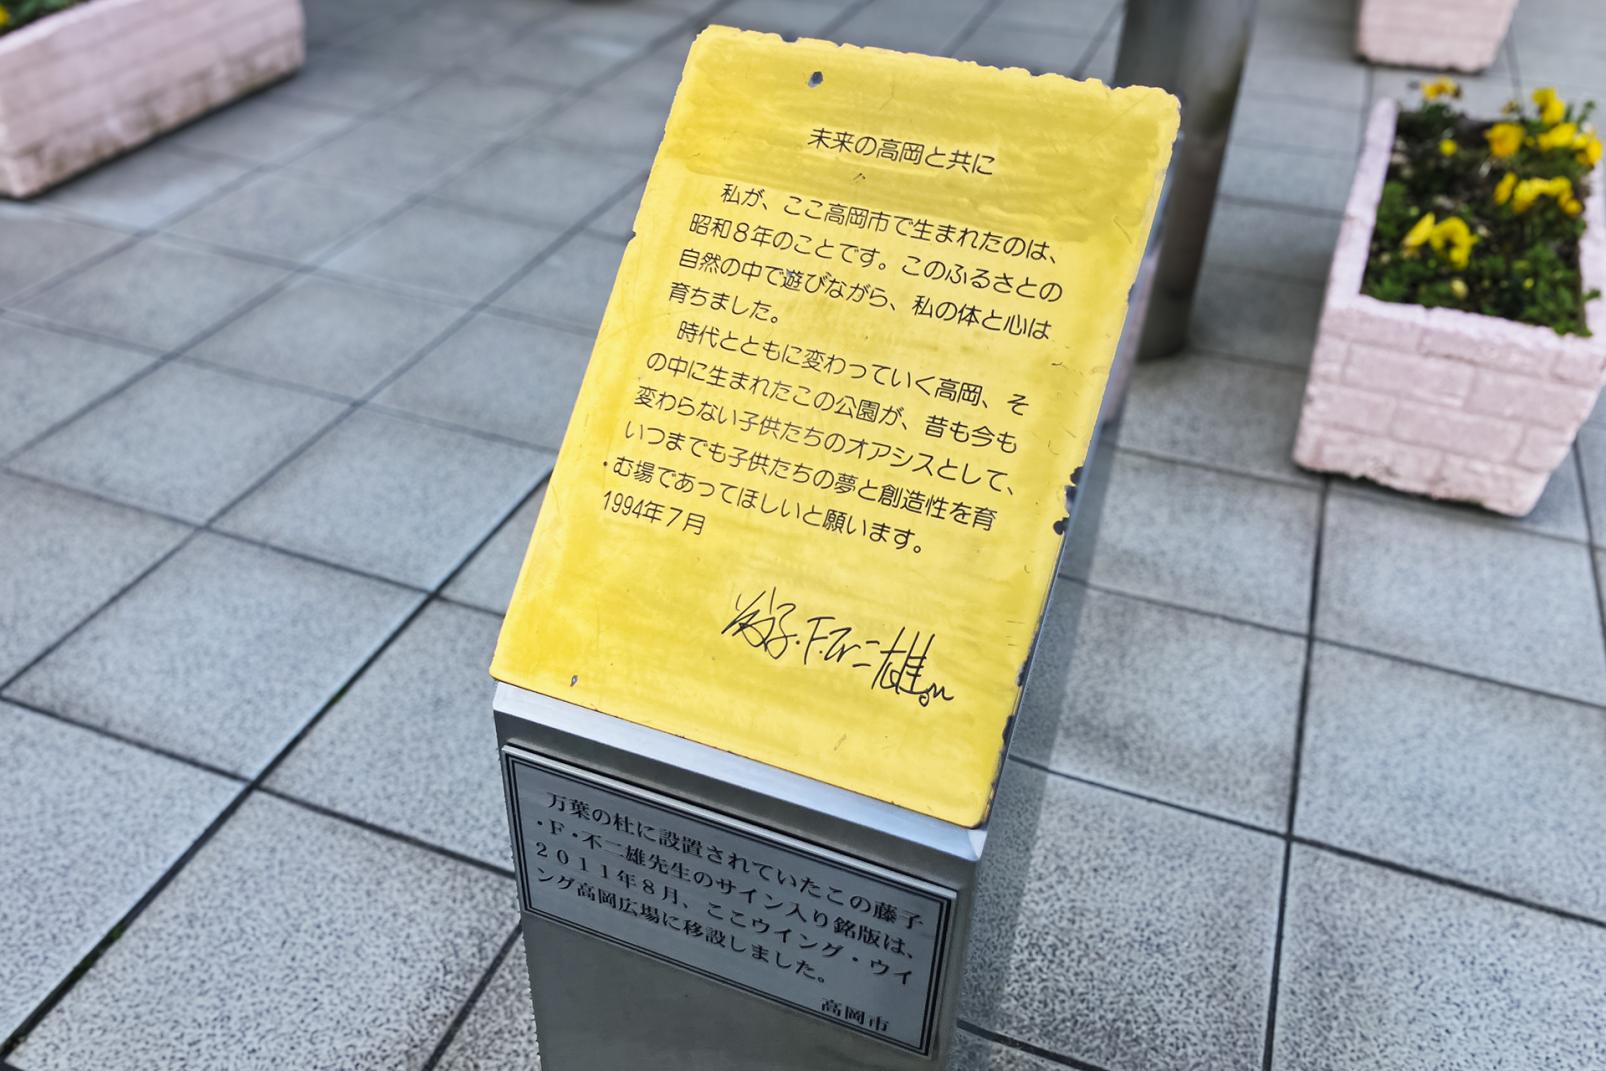 未来の高岡と共に
私が、ここ高岡市で生まれたのは、
昭和８年のことです。このふるさとの
自然の中で遊びながら、私の体と心は
育ちました。
時代とともに変わっていく高岡、そ
の中に生まれたこの公園が、昔も今も
変わらない子供たちのオアシスとして、
いつまでも子供たちの夢と創造性を育
む場であってほしいと願います。
1994年７月
藤子・F・不二雄
万葉の杜に設置されていたこの藤子
・Ｆ・不二雄先生のサイン入り銘版は、
２０１１年８月、ここウイング・ウイ
ング高岡広場に移設しました。
高岡市